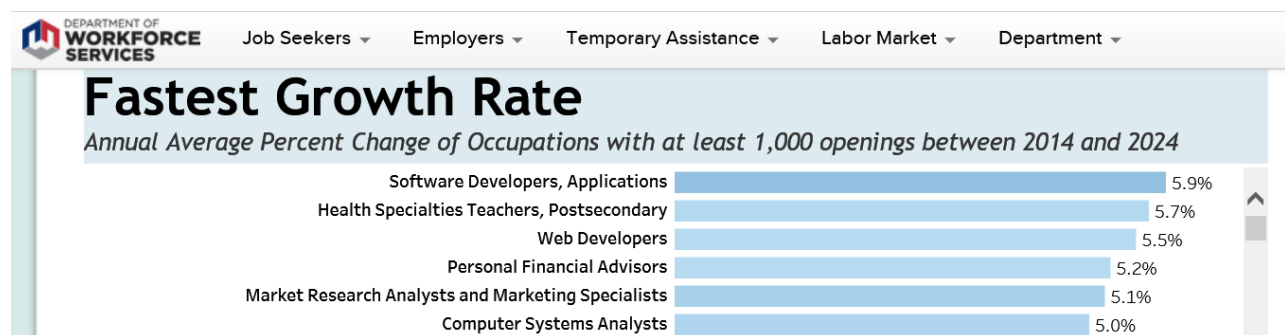 DEPARTMENT OF
WORKFORCE
SERVICES
Job Seekers
Employers
Temporary Assistance
Labor Market
Department
Fastest Growth Rate
Annual Average Percent Change of Occupations with at least 1,000 openings between 2014 and 2024
Software Developers, Applications 5.9%
Health Specialties Teachers, Postsecondary 5.7%
Web Developers 5.5%
Personal Financial Advisors 5.2%
Market Research Analysts and Marketing Specialists 5.1%
Computer Systems Analysts 5.0%